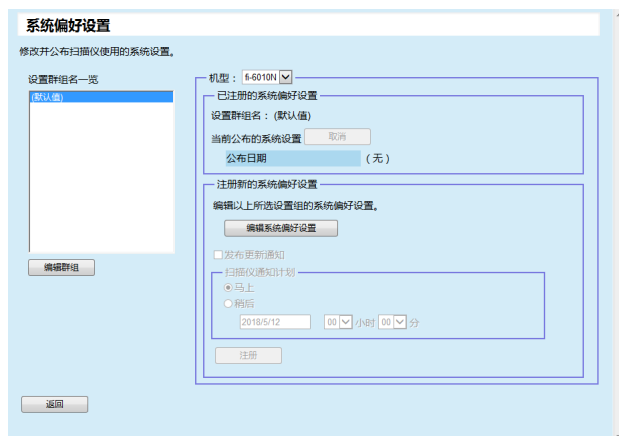 系统偏好设置
修改并公布扫描仪使用的系统设置。
设置群组名一览
(默认值)
编辑群组
机型： fi-6010N
已注册的系统偏好设置
设置群组名： (默认值)
当前公布的系统设置 取消
公布日期 ( 无 )
注册新的系统偏好设置
编辑以上所选设置组的系统偏好设置。
编辑系统偏好设置
发布更新通知
扫描仪通知计划
马上
稍后
2018/5/12 00 小时 00 分
注册
返回